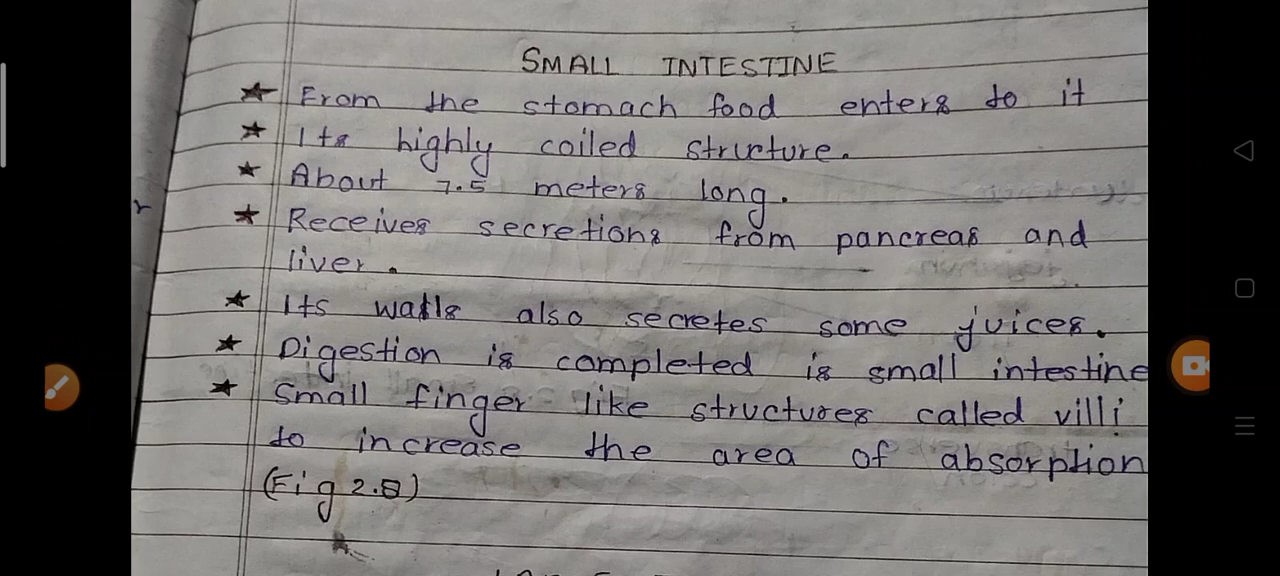 SMALL INTESTINE
★ From the stomach food enters to it
★ Its highly coiled structure.
★ About 7.5 meters long.
★ Receives secretions from pancreas and
liver.
★ Its walls also secretes some juices.
★ Digestion is completed is small intestine
★ Small finger like structures called villi
to increase the area of absorption
(Fig 2.8)